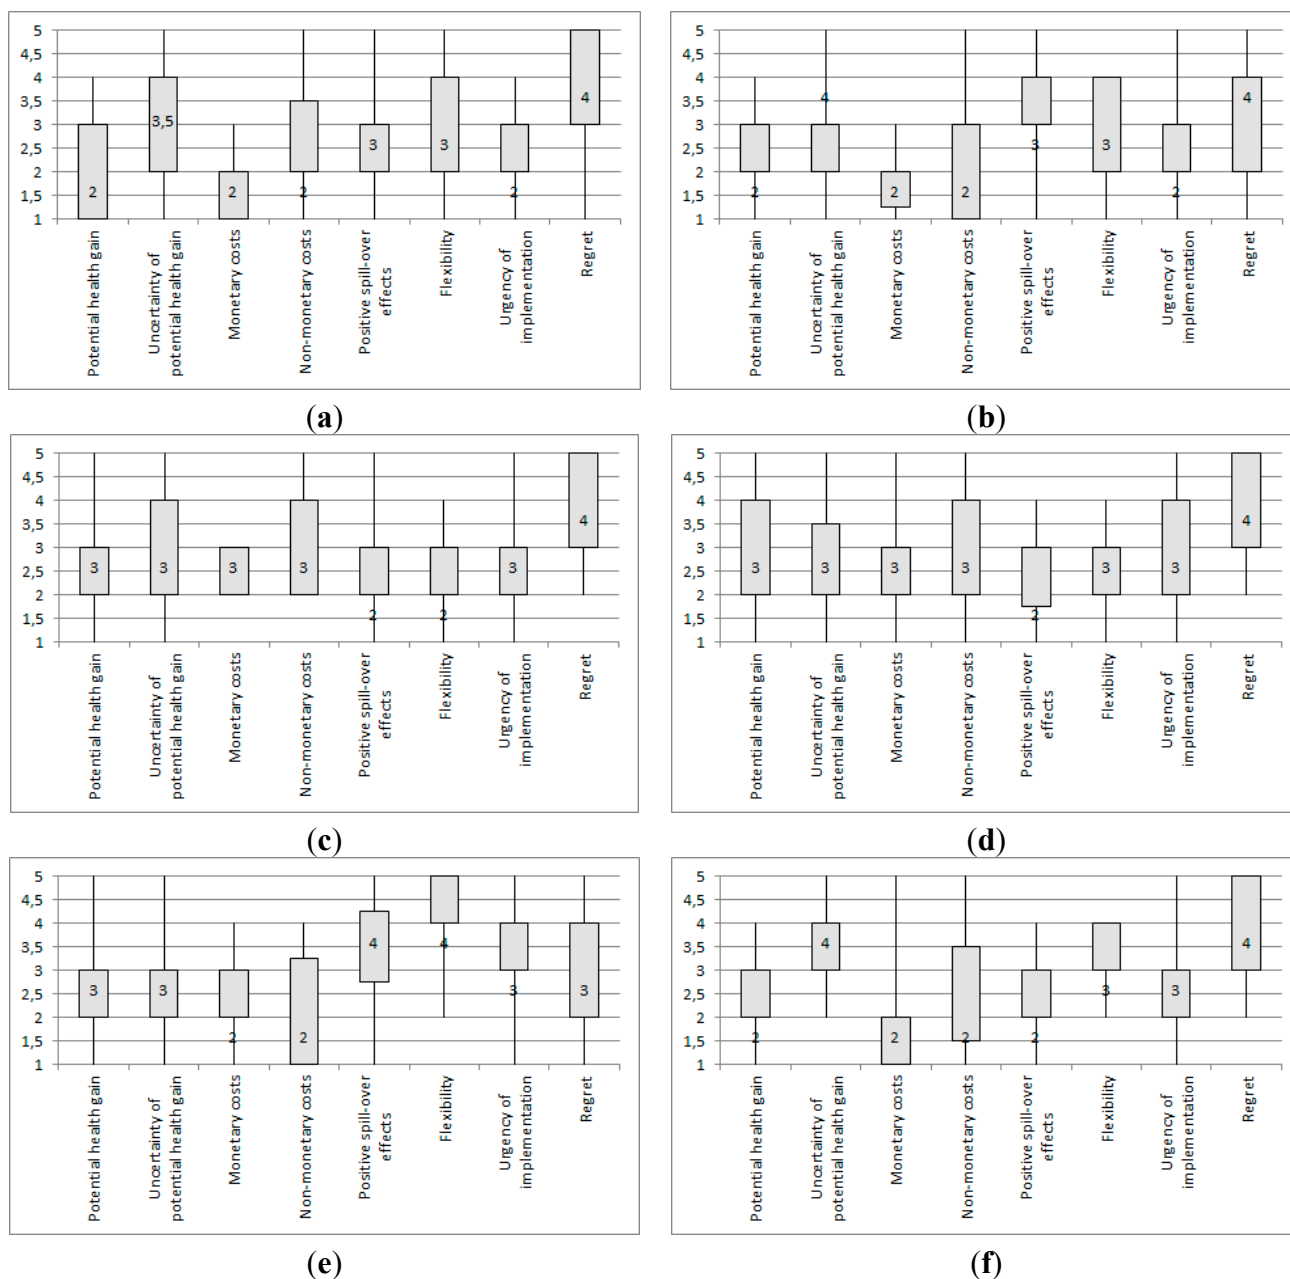 5
4,5
4
3,5
3
2,5
2
1,5
1
2
3,5
2
2
3
3
2
4
Potential health gain
Uncertainty of
potential health gain
Monetary costs
Non-monetary costs
Positive spill-over
effects
Flexibility
Urgency of
implementation
Regret
(a)
5
4,5
4
3,5
3
2,5
2
1,5
1
2
4
2
2
3
3
2
4
Potential health gain
Uncertainty of
potential health gain
Monetary costs
Non-monetary costs
Positive spill-over
effects
Flexibility
Urgency of
implementation
Regret
(b)
5
4,5
4
3,5
3
2,5
2
1,5
1
3
3
3
3
2
2
3
4
Potential health gain
Uncertainty of
potential health gain
Monetary costs
Non-monetary costs
Positive spill-over
effects
Flexibility
Urgency of
implementation
Regret
(c)
5
4,5
4
3,5
3
2,5
2
1,5
1
3
3
3
3
2
3
3
4
Potential health gain
Uncertainty of
potential health gain
Monetary costs
Non-monetary costs
Positive spill-over
effects
Flexibility
Urgency of
implementation
Regret
(d)
5
4,5
4
3,5
3
2,5
2
1,5
1
3
3
2
2
4
4
3
3
Potential health gain
Uncertainty of
potential health gain
Monetary costs
Non-monetary costs
Positive spill-over
effects
Flexibility
Urgency of
implementation
Regret
(e)
5
4,5
4
3,5
3
2,5
2
1,5
1
2
4
2
2
2
3
3
4
Potential health gain
Uncertainty of
potential health gain
Monetary costs
Non-monetary costs
Positive spill-over
effects
Flexibility
Urgency of
implementation
Regret
(f)